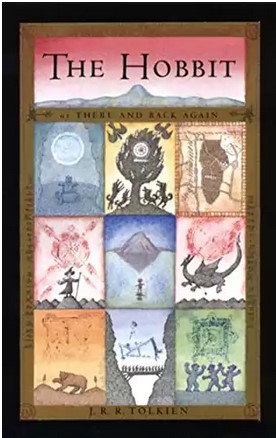 THE HOBBIT
or THERE AND BACK AGAIN
J. R. R. TOLKIEN